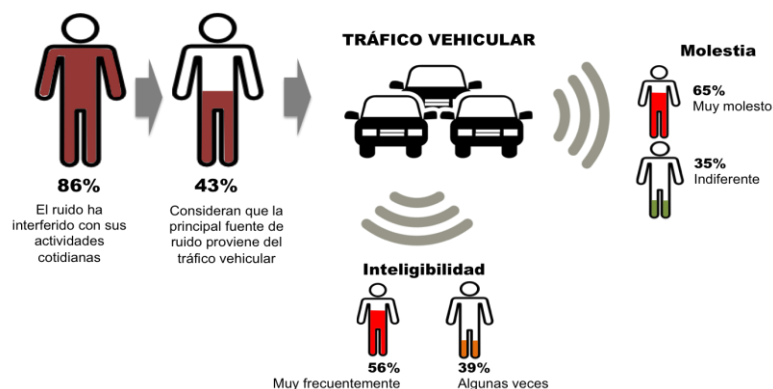 86%
El ruido ha
interferido con sus
actividades
cotidianas
43%
Consideran que la
principal fuente de
ruido proviene del
tráfico vehicular
TRÁFICO VEHICULAR
Molestia
65%
Muy molesto
35%
Indiferente
Inteligibilidad
56%
Muy frecuentemente
39%
Algunas veces